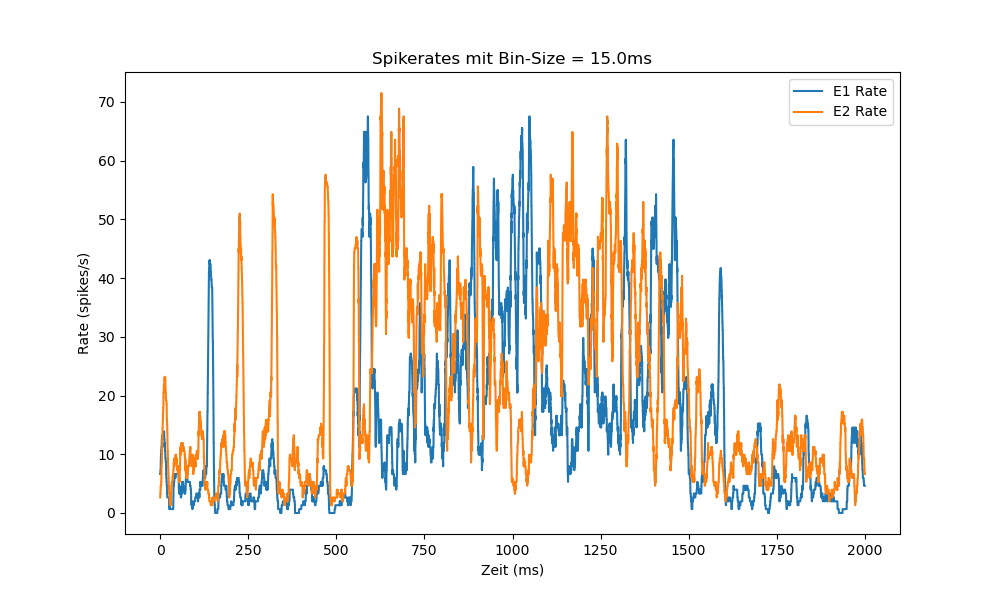 Spikerates mit Bin-Size = 15.0ms
E1 Rate
E2 Rate
70
60
50
40
30
20
10
0
Rate (spikes/s)
0 250 500 750 1000 1250 1500 1750 2000
Zeit (ms)